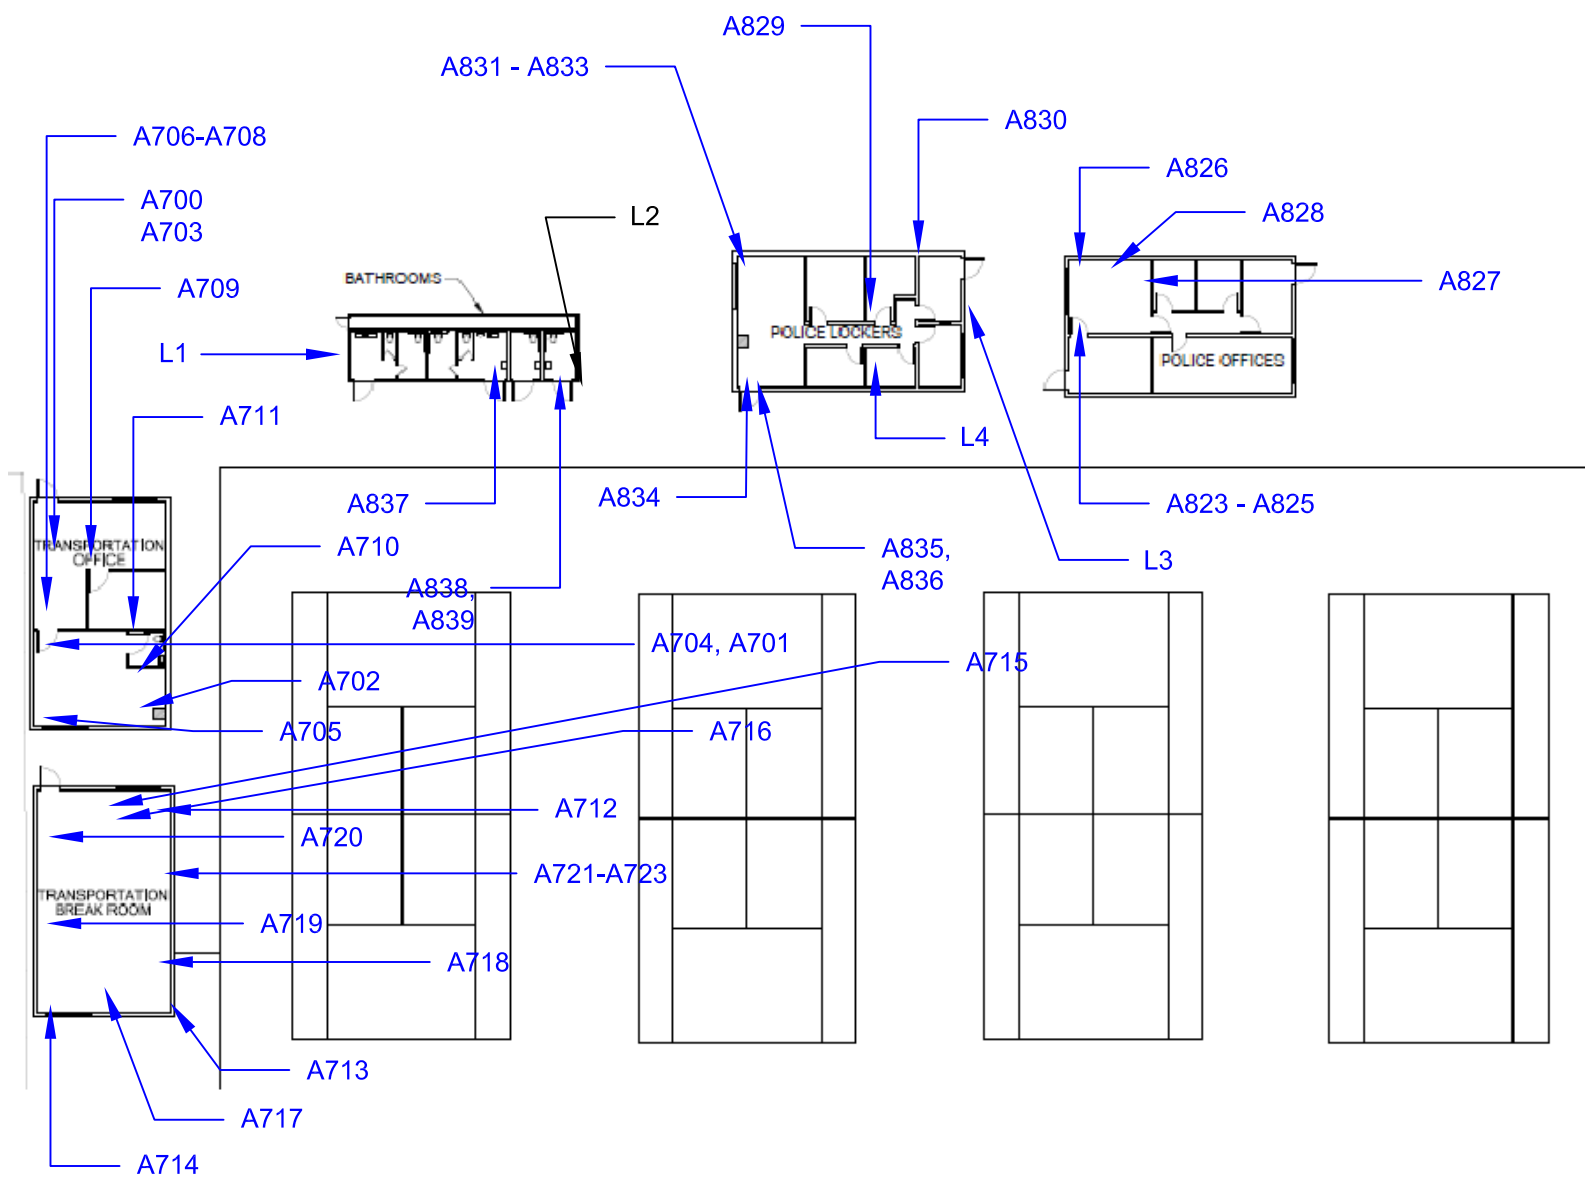 A829
A831 - A833
A830
A706-A708
A826
A700
A703
A828
L2
BATHROOMS
A709
A827
POLICE LOCKERS
L1
POLICE OFFICES
A711
L4
A837
A834
A823 - A825
TRANSPORTATION
OFFICE
A710
A835,
A836
L3
A838,
A839
A704, A701
A715
A702
A705
A716
A712
A720
A721-A723
TRANSPORTATION
BREAK ROOM
A719
A718
A713
A717
A714